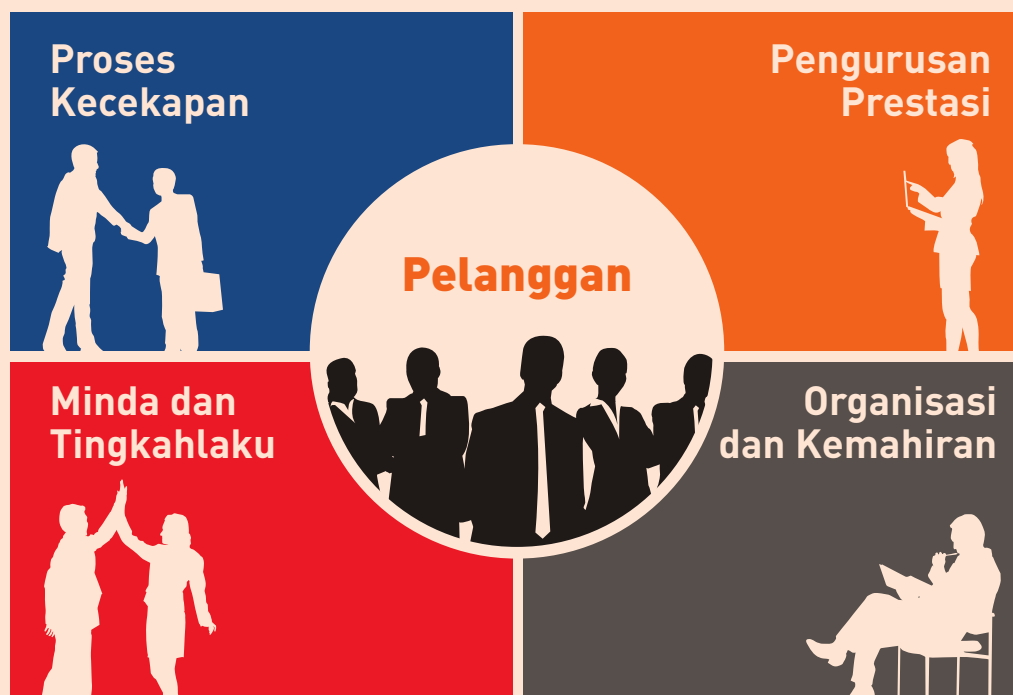 Proses
Kecekapan
Pengurusan
Prestasi
Pelanggan
Minda dan
Tingkahlaku
Organisasi
dan Kemahiran